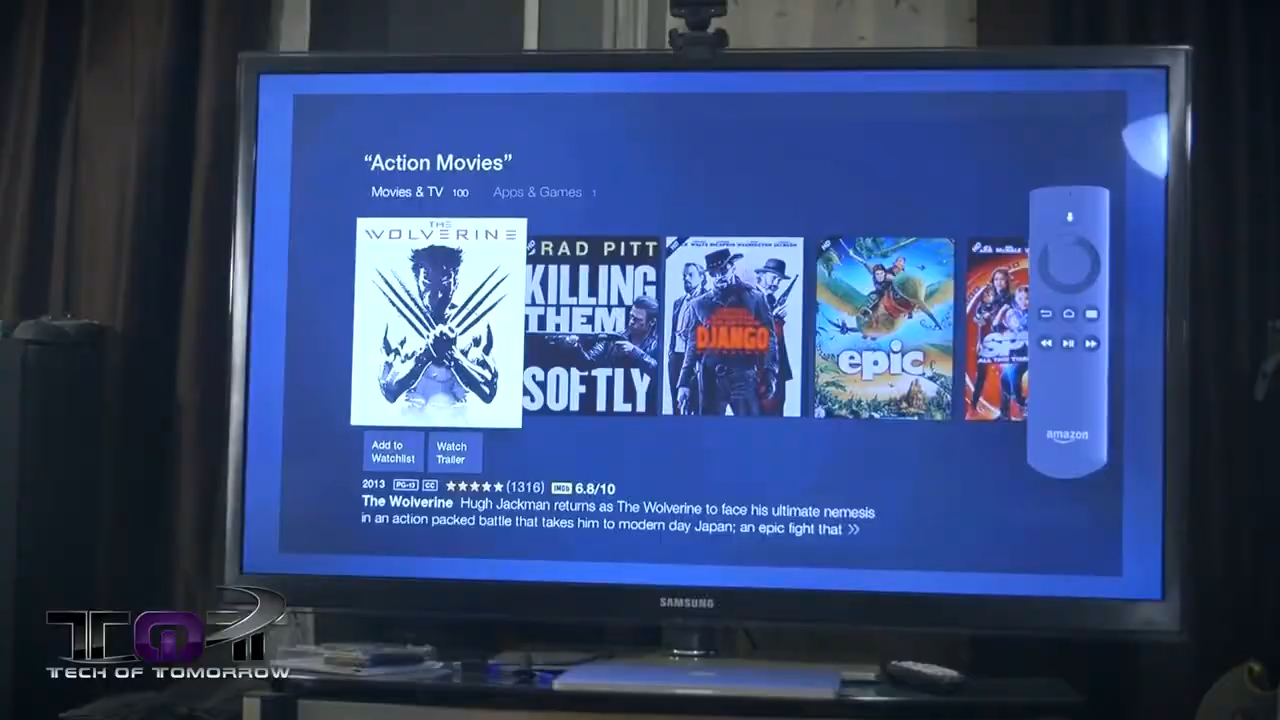 “Action Movies”
Movies & TV 100 Apps & Games 1
THE
WOLVERINE
RAD PITT
KILLING
THEM
SOFTLY
DJANGO
epic
amazon
Add to
Watchlist
Watch
Trailer
2013 PG-13 CC (1316) IMDb 6.8/10
The Wolverine Hugh Jackman returns as The Wolverine to face his ultimate nemesis
in an action packed battle that takes him to modern day Japan; an epic fight that
SAMSUNG
TECH OF TOMORROW